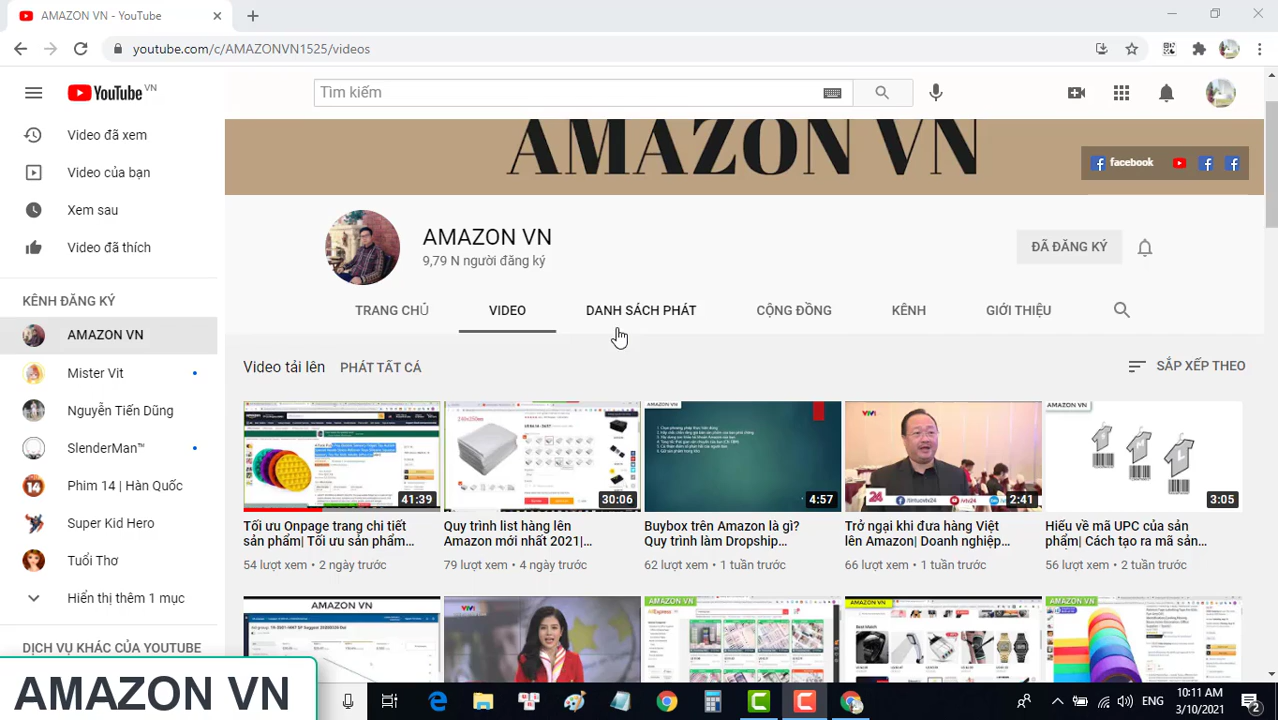 AMAZON VN - YouTube
youtube.com/c/AMAZONVN1525/videos
YouTube VN
Tìm kiếm
Video đã xem
Video của bạn
Xem sau
Video đã thích
KÊNH ĐĂNG KÝ
AMAZON VN
Mister Vit
Nguyễn Tiến Dũng
SlenderMan™
Phim 14 | Hàn Quốc
Super Kid Hero
Tuổi Thơ
Hiển thị thêm 1 mục
DỊCH VỤ KHÁC CỦA YOUTUBE
AMAZON VN
facebook
AMAZON VN
9,79 N người đăng ký
ĐÃ ĐĂNG KÝ
TRANG CHỦ VIDEO DANH SÁCH PHÁT CỘNG ĐỒNG KÊNH GIỚI THIỆU
Video tải lên PHÁT TẤT CẢ
SẮP XẾP THEO
41:39
30:06
AMAZON VN
4:57
VTV1
24
2:41
AMAZON VN
3:05
Tối ưu Onpage trang chi tiết
sản phẩm| Tối ưu sản phẩm...
54 lượt xem • 2 ngày trước
Quy trình list hàng lên
Amazon mới nhất 2021|...
79 lượt xem • 4 ngày trước
Buybox trên Amazon là gì?
Quy trình làm Dropship...
62 lượt xem • 1 tuần trước
Trở ngại khi đưa hàng Việt
lên Amazon| Doanh nghiệp...
66 lượt xem • 1 tuần trước
Hiểu về mã UPC của sản
phẩm| Cách tạo ra mã sản...
56 lượt xem • 2 tuần trước
AMAZON VN
AMAZON VN
AMAZON VN
AMAZON VN
AMAZON VN
ENG
10:11 AM
3/10/2021
2